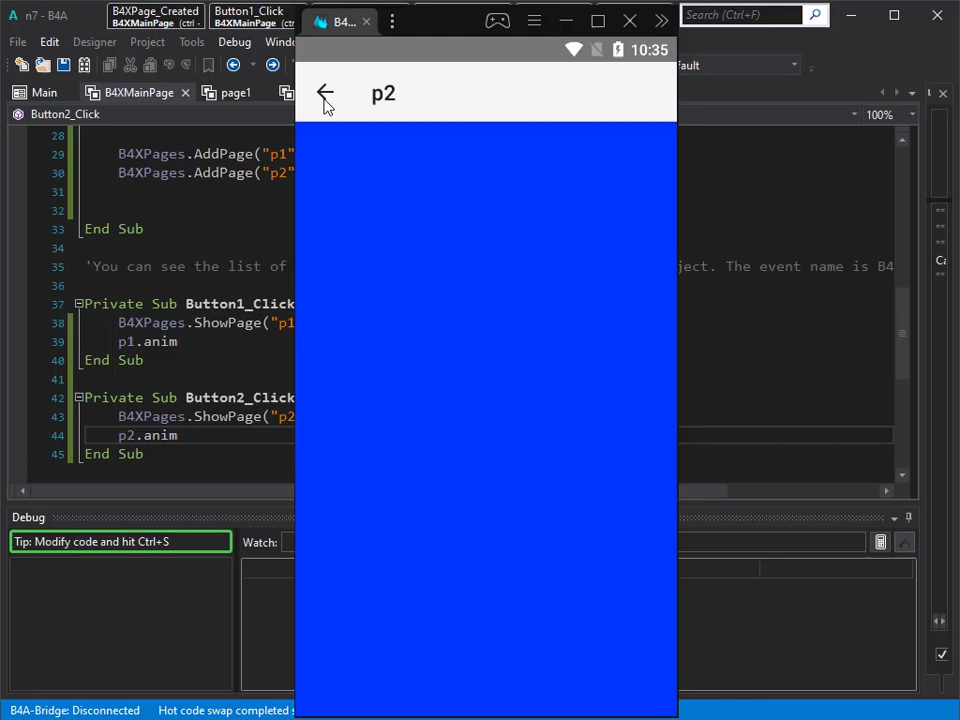 n7 - B4A
B4XPage_Created
B4XMainPage (ctrl -
Button1_Click
B4XMainPage (ctrl +
B4...
Search (Ctrl+F)
File Edit Designer Project Tools Debug Windo
10:35
fault
Main B4XMainPage page1
p2
Button2_Click
100%
28
29 B4XPages.AddPage("p1"
30 B4XPages.AddPage("p2"
31
32
33 End Sub
34
35 'You can see the list of ject. The event name is B4
36
37 Private Sub Button1_Click
38 B4XPages.ShowPage("p1
39 p1.anim
40 End Sub
41
42 Private Sub Button2_Click
43 B4XPages.ShowPage("p2
44 p2.anim
45 End Sub
Ca
Debug
Tip: Modify code and hit Ctrl+S
Watch:
B4A-Bridge: Disconnected Hot code swap completed s